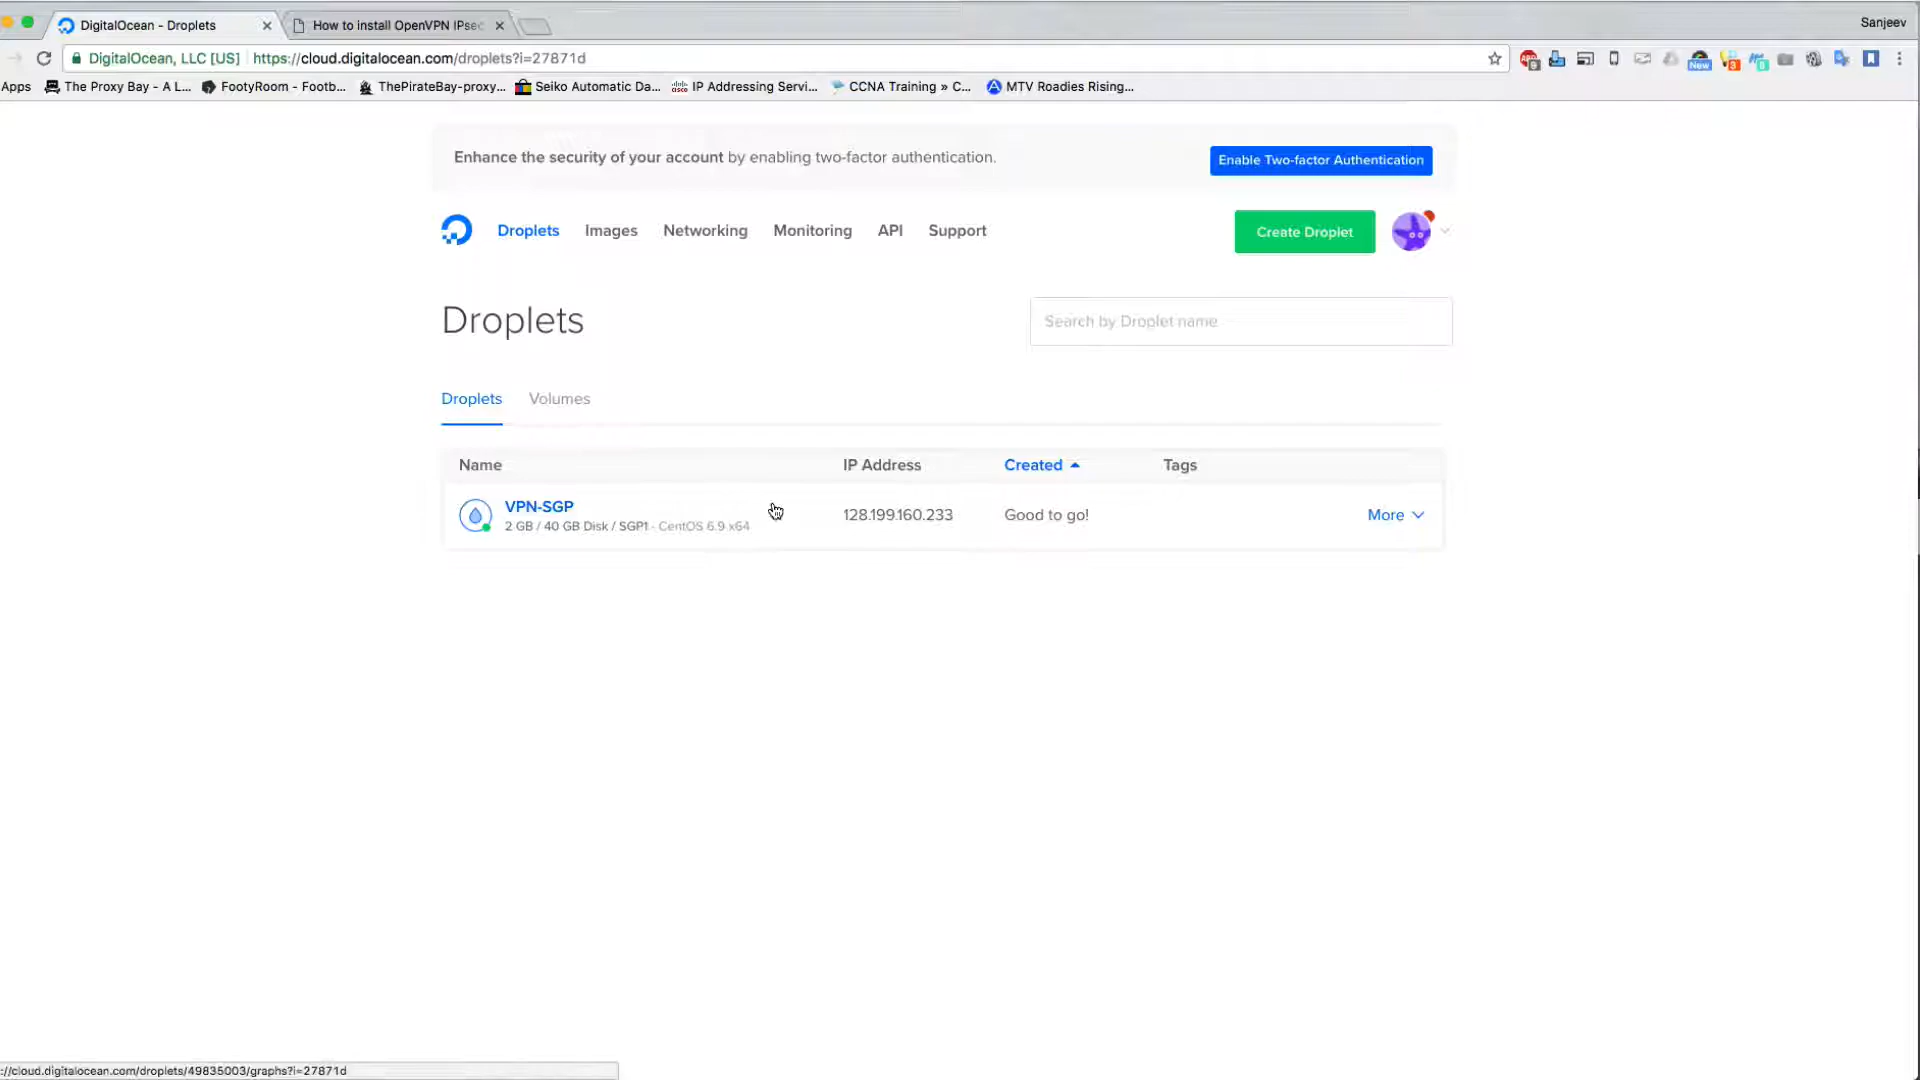 DigitalOcean - Droplets
How to install OpenVPN IPsec
Sanjeev
DigitalOcean, LLC [US]
https://cloud.digitalocean.com/droplets?i=27871d
Apps
The Proxy Bay - A L...
FootyRoom - Footb...
ThePirateBay-proxy...
Seiko Automatic Da...
IP Addressing Servi...
CCNA Training » C...
MTV Roadies Rising...
Enhance the security of your account by enabling two-factor authentication.
Enable Two-factor Authentication
Droplets
Images
Networking
Monitoring
API
Support
Create Droplet
Droplets
Search by Droplet name
Droplets
Volumes
Name
IP Address
Created
Tags
VPN-SGP
2 GB / 40 GB Disk / SGP1 - CentOS 6.9 x64
128.199.160.233
Good to go!
More
://cloud.digitalocean.com/droplets/49835003/graphs?i=27871d